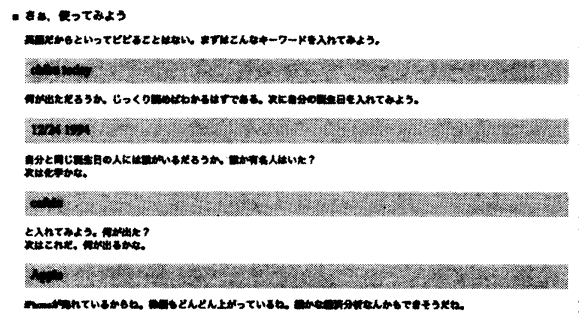 ■ さぁ、使ってみよう
英語だからといってビビることはない。まずはこんなキーワードを入れてみよう。
today
何が出ただろうか、じっくり読めばわかるはずである。次に自分の誕生日を入れてみよう。
12/24 1994
自分と同じ誕生日の人には誰がいるだろうか。誰か有名人はいた？
次は化学かな。
と入れてみよう。何が出た？
次はこれだ。何が出るかな。
Apple
iPhoneが売れているからね。株価もどんどん上がっているね。細かな経済分析なんかもできそうだね。